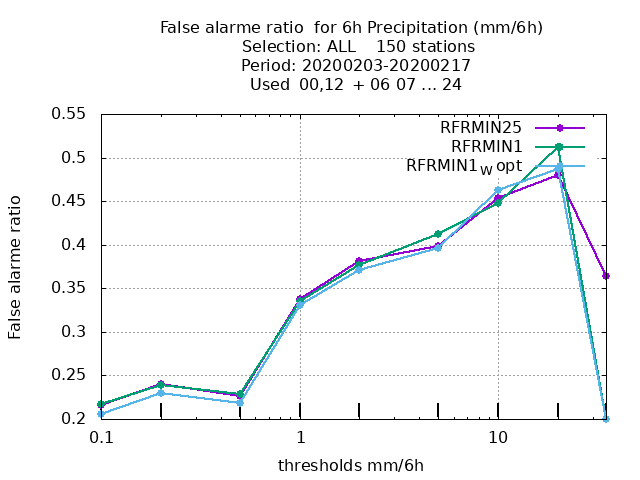 False alarme ratio  for 6h Precipitation (mm/6h)
Selection: ALL    150 stations
Period: 20200203-20200217
Used  00,12  + 06 07 ... 24
RFRMIN25
RFRMIN1
RFRMIN1W opt
False alarme ratio
0.55
0.5
0.45
0.4
0.35
0.3
0.25
0.2
0.1 1 10
thresholds mm/6h